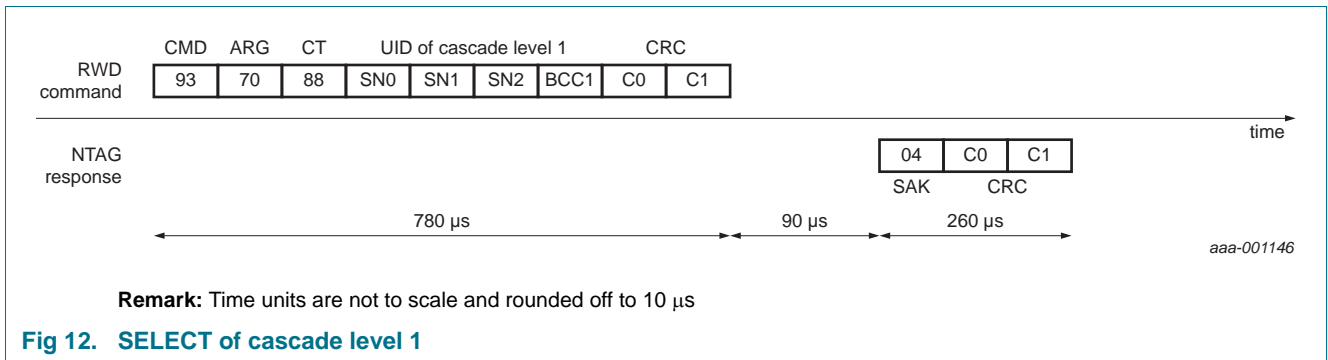 CMD ARG CT UID of cascade level 1 CRC
RWD command
93 70 88 SN0 SN1 SN2 BCC1 C0 C1
time
NTAG response
04 C0 C1
SAK CRC
780 µs 90 µs 260 µs
aaa-001146
Remark: Time units are not to scale and rounded off to 10 µs
Fig 12. SELECT of cascade level 1